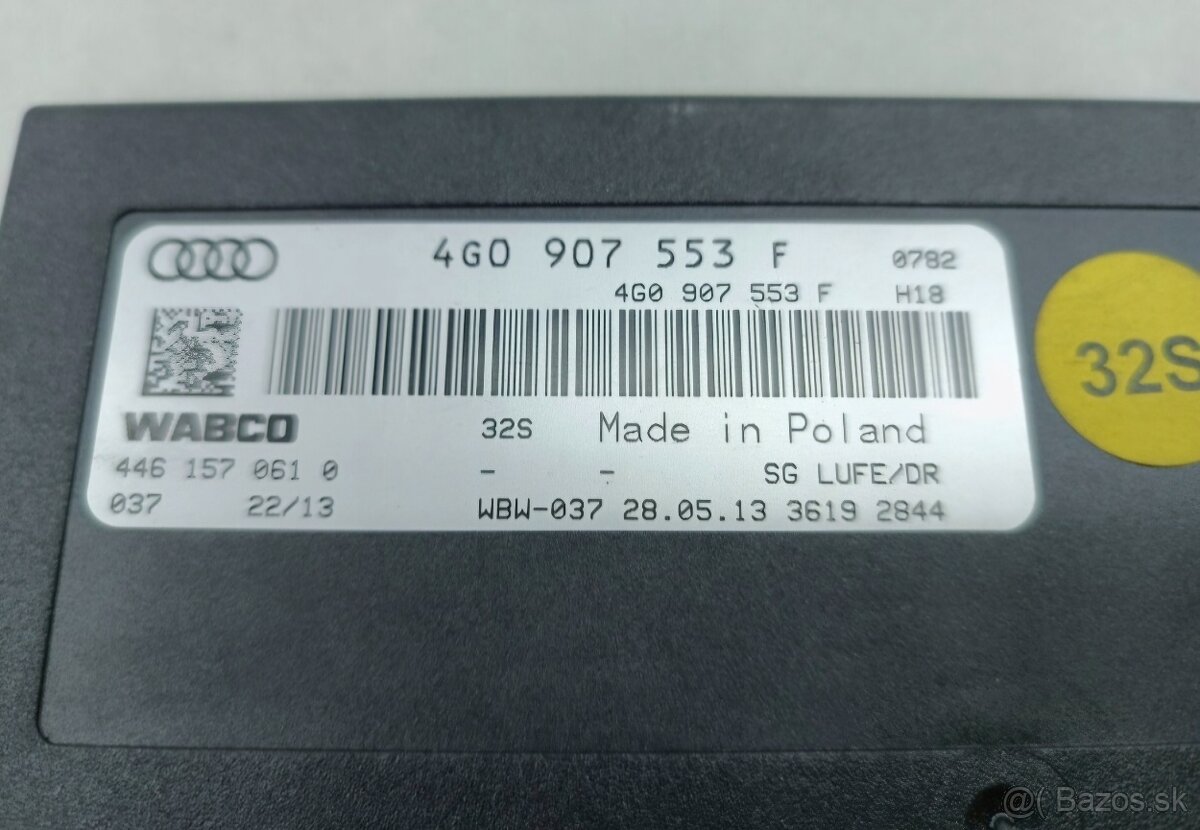 4G0 907 553 F 0782
4G0 907 553 F H18
WABCO 32S Made in Poland
446 157 061 0 - - SG LUFE/DR
037 22/13 WBW-037 28.05.13 3619 2844
32S
@( Bazos.sk